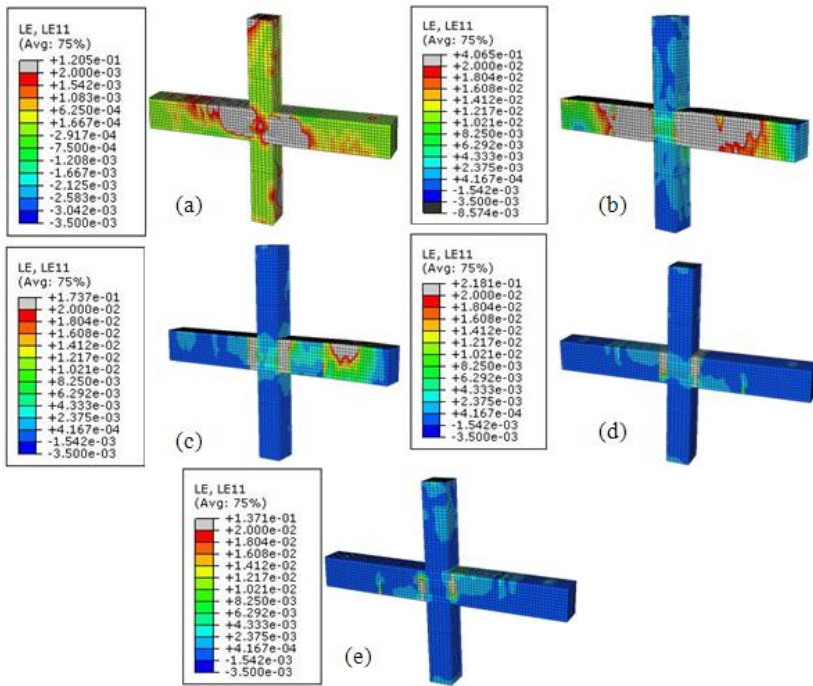 LE, LE11
(Avg: 75%)
+1.205e-01
+2.000e-03
+1.542e-03
+1.083e-03
+6.250e-04
+1.667e-04
-2.917e-04
-7.500e-04
-1.208e-03
-1.667e-03
-2.125e-03
-2.583e-03
-3.042e-03
-3.500e-03
(a)
LE, LE11
(Avg: 75%)
+4.065e-01
+2.000e-02
+1.804e-02
+1.608e-02
+1.412e-02
+1.217e-02
+1.021e-02
+8.250e-03
+6.292e-03
+4.333e-03
+2.375e-03
+4.167e-04
-1.542e-03
-3.500e-03
-8.574e-03
(b)
LE, LE11
(Avg: 75%)
+1.737e-01
+2.000e-02
+1.804e-02
+1.608e-02
+1.412e-02
+1.217e-02
+1.021e-02
+8.250e-03
+6.292e-03
+4.333e-03
+2.375e-03
+4.167e-04
-1.542e-03
-3.500e-03
(c)
LE, LE11
(Avg: 75%)
+2.181e-01
+2.000e-02
+1.804e-02
+1.608e-02
+1.412e-02
+1.217e-02
+1.021e-02
+8.250e-03
+6.292e-03
+4.333e-03
+2.375e-03
+4.167e-04
-1.542e-03
-3.500e-03
(d)
LE, LE11
(Avg: 75%)
+1.371e-01
+2.000e-02
+1.804e-02
+1.608e-02
+1.412e-02
+1.217e-02
+1.021e-02
+8.250e-03
+6.292e-03
+4.333e-03
+2.375e-03
+4.167e-04
-1.542e-03
-3.500e-03
(e)